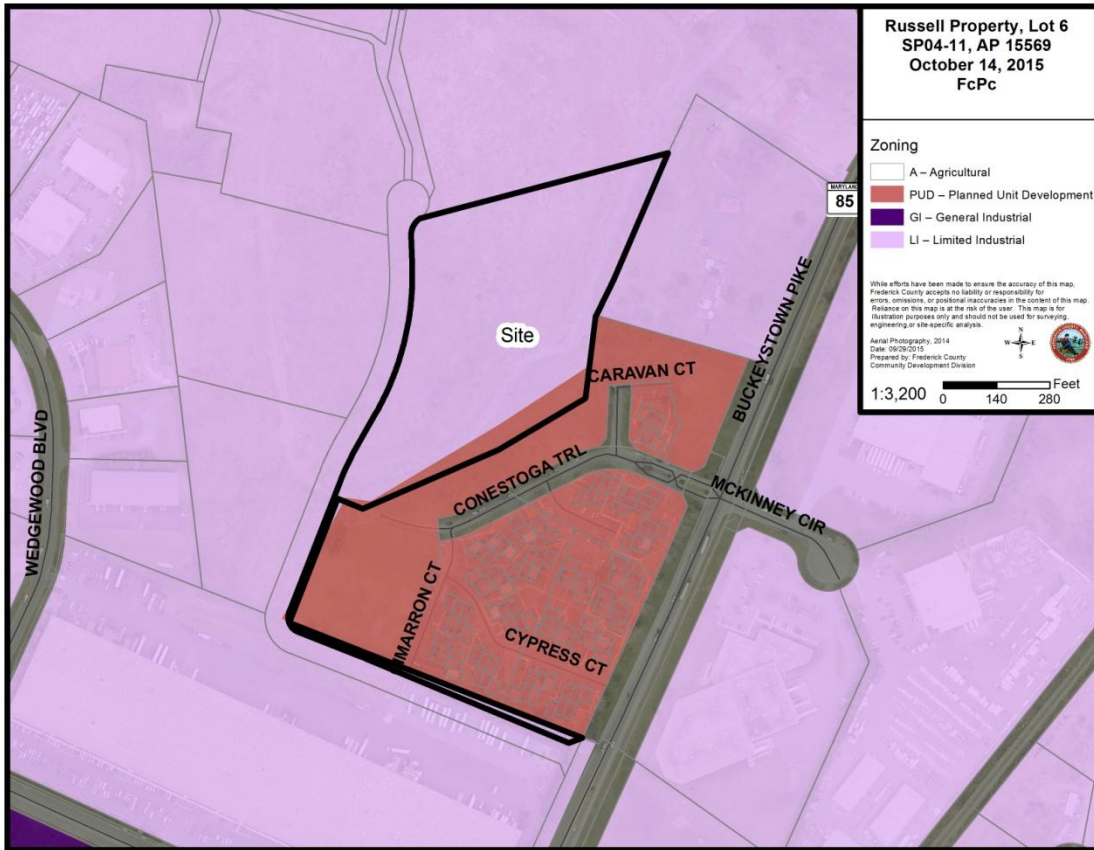 Russell Property, Lot 6
SP04-11, AP 15569
October 14, 2015
FcPc
Zoning
A – Agricultural
PUD – Planned Unit Development
GI – General Industrial
LI – Limited Industrial
While efforts have been made to ensure the accuracy of this map,
Frederick County accepts no liability or responsibility for
errors, omissions, or positional inaccuracies in the content of this map.
Reliance on this map is at the risk of the user. This map is for
illustration purposes only and should not be used for surveying,
engineering,or site-specific analysis.
Aerial Photography, 2014
Date: 09/29/2015
Prepared by: Frederick County
Community Development Division
N
W E
S
1:3,200
Feet
0 140 280
MARYLAND
85
BUCKEYSTOWN PIKE
Site
CARAVAN CT
CONESTOGA TRL
MCKINNEY CIR
WEDGEWOOD BLVD
IMARRON CT
CYPRESS CT